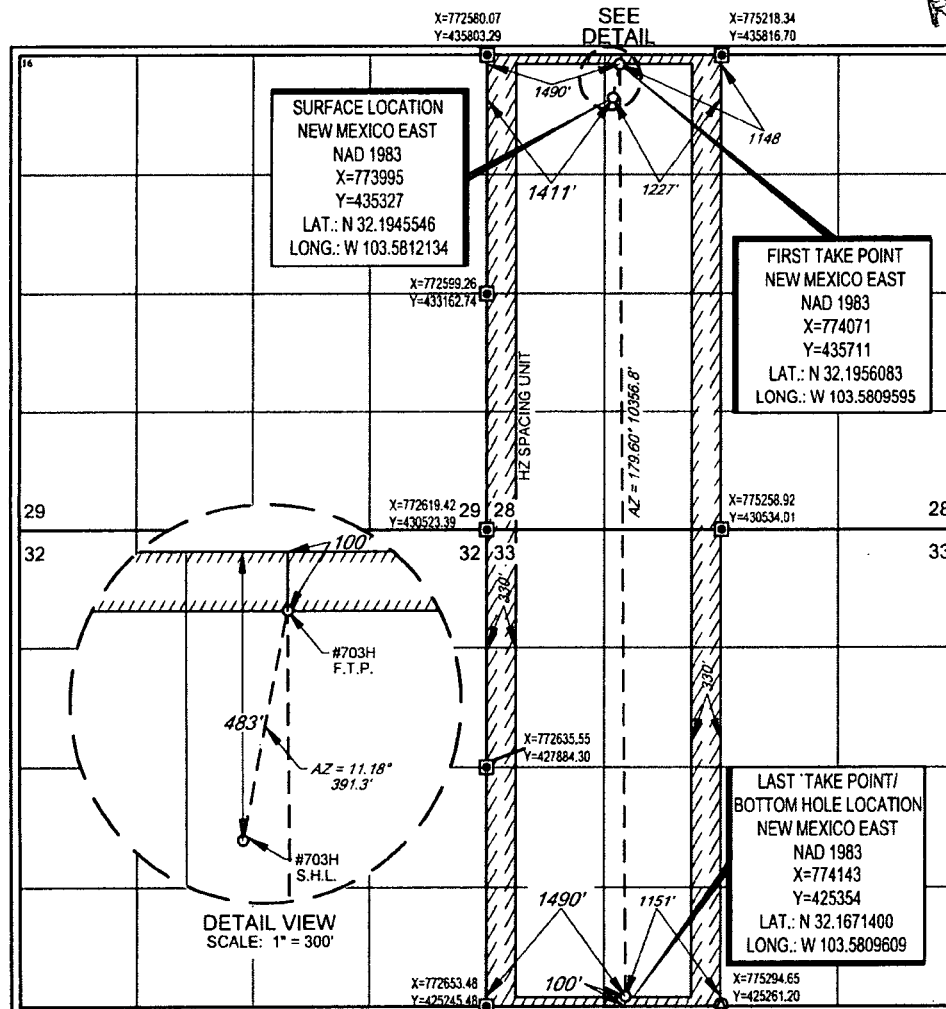 X=772580.07
Y=435803.29
SEE
DETAIL
X=775218.34
Y=435816.70
16
1490'
1148
SURFACE LOCATION
NEW MEXICO EAST
NAD 1983
X=773995
Y=435327
LAT.: N 32.1945546
LONG.: W 103.5812134
1411'
1227'
FIRST TAKE POINT
NEW MEXICO EAST
NAD 1983
X=774071
Y=435711
LAT.: N 32.1956083
LONG.: W 103.5809595
X=772599.26
Y=433162.74
HZ SPACING UNIT
AZ = 179.60° 10356.8'
X=772619.42
Y=430523.39
X=775258.92
Y=430534.01
29
29 28
28
32
32 33
33
100'
330'
#703H
F.T.P.
483'
AZ = 11.18°
391.3'
#703H
S.H.L.
DETAIL VIEW
SCALE: 1" = 300'
330'
X=772635.55
Y=427884.30
LAST TAKE POINT/
BOTTOM HOLE LOCATION
NEW MEXICO EAST
NAD 1983
X=774143
Y=425354
LAT.: N 32.1671400
LONG.: W 103.5809609
1490'
1151'
100'
X=772653.48
Y=425245.48
X=775294.65
Y=425261.20